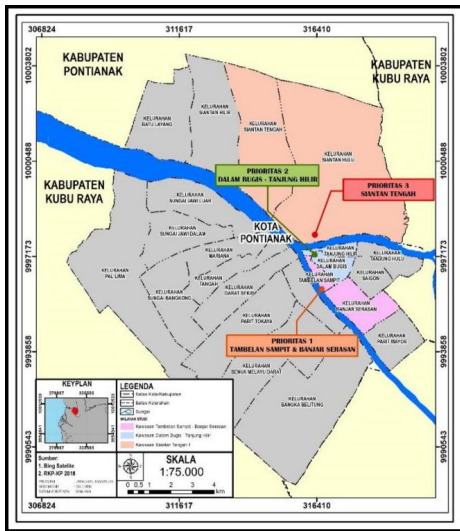 306824
311617
316410
10003802
10000488
9997173
9993858
9990543
KABUPATEN
PONTIANAK
KABUPATEN
KUBU RAYA
KELURAHAN
BATU LAYANG
KELURAHAN
SIANTAN HILIR
KELURAHAN
SIANTAN TENGAH
KELURAHAN
SIANTAN HULU
PRIORITAS 2
DALAM BUGIS - TANJUNG HILIR
PRIORITAS 3
SIANTAN TENGAH
KABUPATEN
KUBU RAYA
KOTA
PONTIANAK
KELURAHAN
SUNGAI JAWI LUAR
KELURAHAN
SUNGAI JAWI DALAM
KELURAHAN
MARIANA
KELURAHAN
TENGAH
KELURAHAN
DARAT SEKIP
KELURAHAN
PAL LIMA
KELURAHAN
SUNGAI BANGKONG
KELURAHAN
TANJUNG HILIR
KELURAHAN
DALAM BUGIS
KELURAHAN
TAMBELAN SAMPIT
KELURAHAN
TANJUNG HULU
KELURAHAN
SAIGON
KELURAHAN
BANJAR SERASAN
KELURAHAN
PARIT MAYOR
KELURAHAN
PARIT TOKAYA
PRIORITAS 1
TAMBELAN SAMPIT & BANJAR SERASAN
KELURAHAN
BENUA MELAYU DARAT
KELURAHAN
BANGKA BELITUNG
KEYPLAN
LEGENDA
Batas Kota/Kabupaten
Batas Kelurahan
Sungai
WILAYAH STUDI
Kawasan Tambelan Sampit - Banjar Serasan
Kawasan Dalam Bugis - Tanjung Hilir
Kawasan Siantan Tengah
Sumber:
1. Bing Satelite
2. RKP-KP 2018
SKALA
1:75.000
0 0.5 1 2 3 4
km
306824
311617
316410